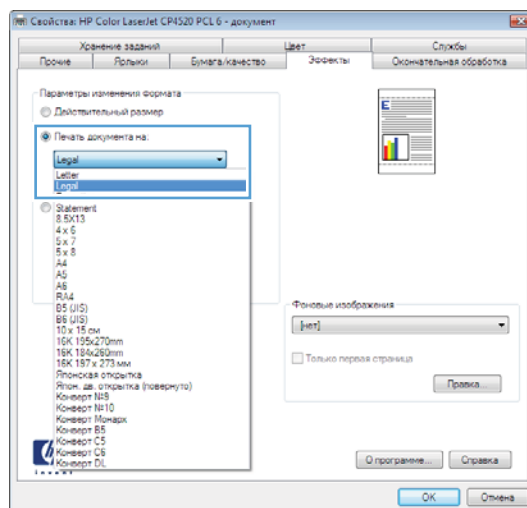 Свойства: HP Color LaserJet CP4520 PCL 6 - документ
Хранение заданий
Цвет
Службы
Прочие
Ярлыки
Бумага/качество
Эффекты
Окончательная обработка
Параметры изменения формата
Действительный размер
Печать документа на:
Legal
Letter
Legal
Statement
8.5X13
4 x 6
5 x 7
5 x 8
A4
A5
A6
RA4
B5 (JIS)
B6 (JIS)
10 x 15 см
16K 195x270mm
16K 184x260mm
16K 197 x 273 мм
Японская открытка
Япон. дв. открытка (повернуто)
Конверт №9
Конверт №10
Конверт Монарх
Конверт B5
Конверт C5
Конверт C6
Конверт DL
E
Фоновые изображения
[нет]
Только первая страница
Правка...
О программе...
Справка
OK
Отмена